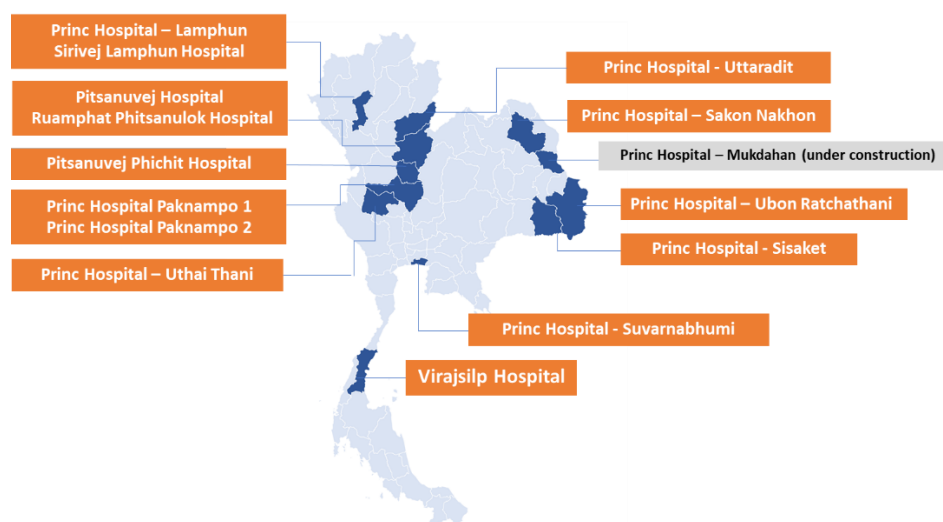 Princ Hospital – Lamphun
Sirivej Lamphun Hospital
Pitsanuvej Hospital
Ruamphat Phitsanulok Hospital
Pitsanuvej Phichit Hospital
Princ Hospital Paknampo 1
Princ Hospital Paknampo 2
Princ Hospital – Uthai Thani
Princ Hospital - Uttaradit
Princ Hospital – Sakon Nakhon
Princ Hospital – Mukdahan (under construction)
Princ Hospital – Ubon Ratchathani
Princ Hospital - Sisaket
Princ Hospital - Suvarnabhumi
Virajsilp Hospital